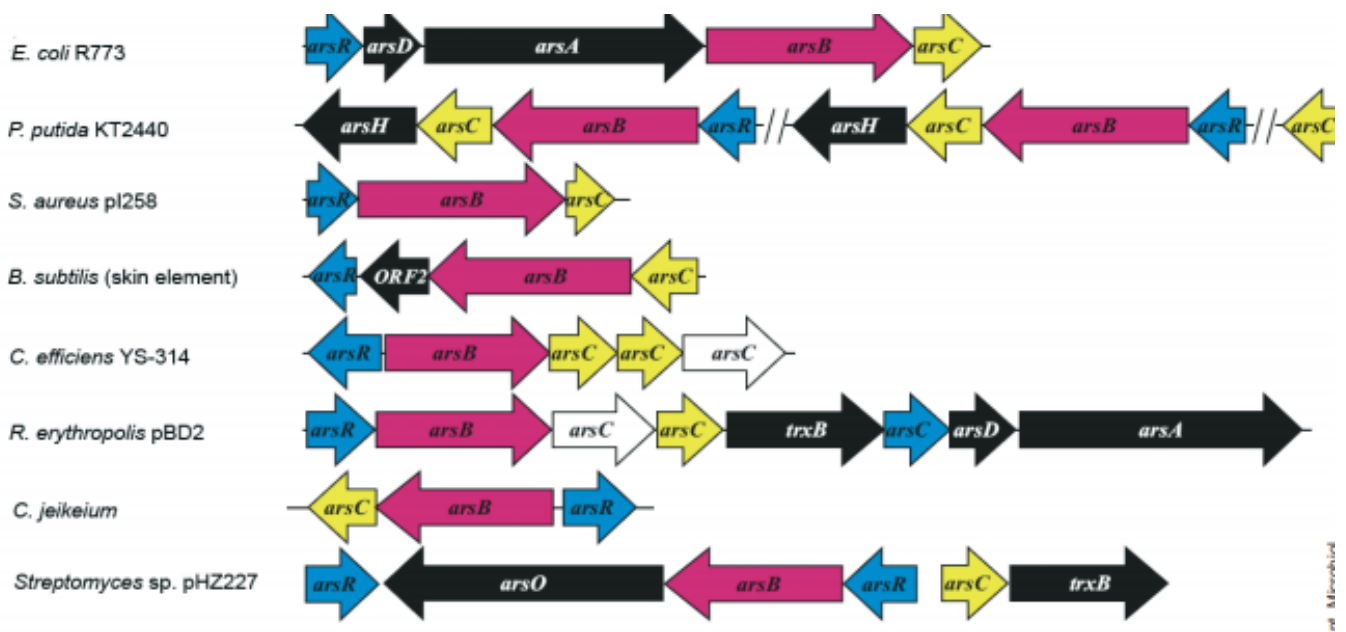 E. coli R773 arsR arsD arsA arsB arsC
P. putida KT2440 arsH arsC arsB arsR // arsH arsC arsB arsR // arsC
S. aureus pI258 arsR arsB arsC
B. subtilis (skin element) arsR ORF2 arsB arsC
C. efficiens YS-314 arsR arsB arsC arsC arsC
R. erythropolis pBD2 arsR arsB arsC arsC trxB arsC arsD arsA
C. jeikeium arsC arsB arsR
Streptomyces sp. pHZ227 arsR arsO arsB arsR arsC trxB